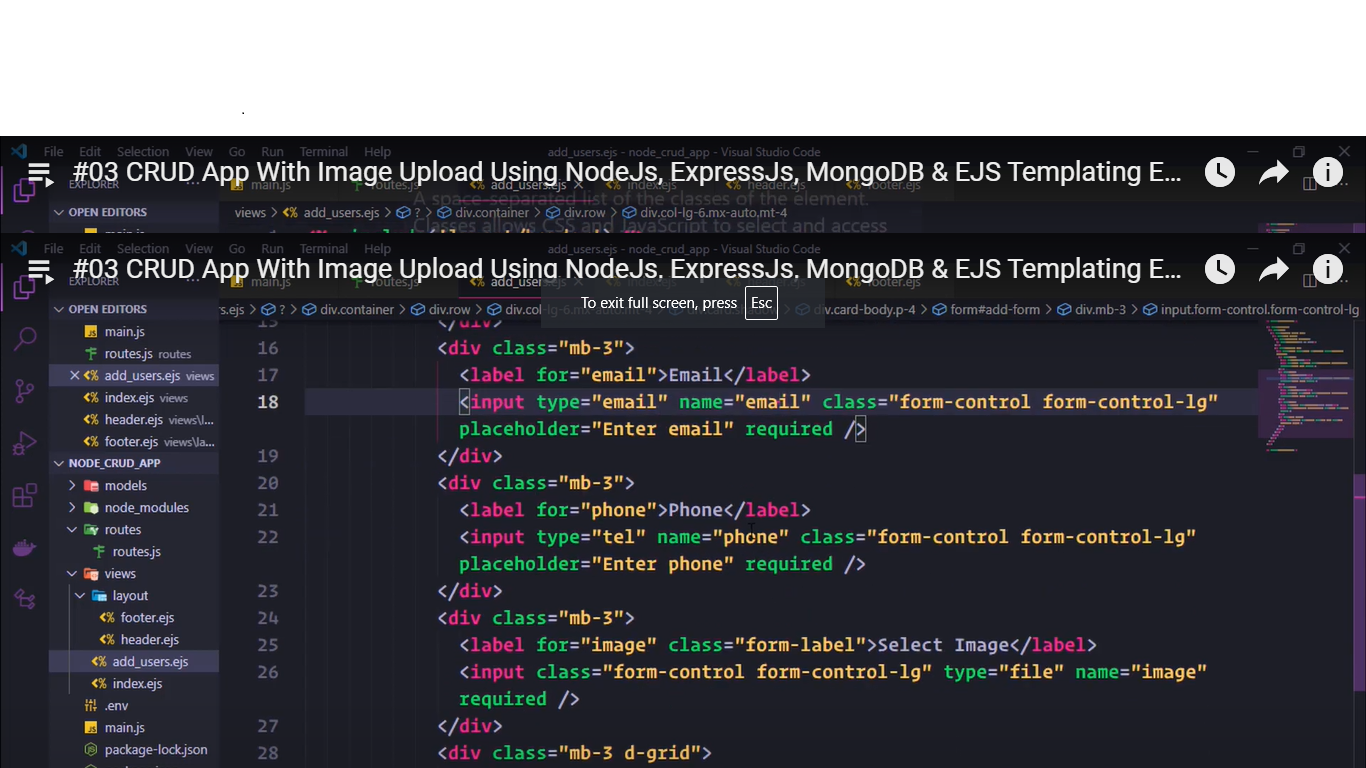 .
File Edit Selection View Go Run Terminal Help add_users.ejs - node_crud_app - Visual Studio Code
#03 CRUD App With Image Upload Using NodeJs, ExpressJs, MongoDB & EJS Templating E...
EXPLORER ... main.js routes.js add_users.ejs index.ejs header.ejs footer.ejs
A space-separated list of the classes of the element.
OPEN EDITORS views > ? > div.container > div.row > div.col-lg-6.mx-auto.mt-4
views > add_users.ejs
Classes allows CSS and JavaScript to select and access
main.js
File Edit Selection View Go Run Terminal Help add_users.ejs - node_crud_app - Visual Studio Code
#03 CRUD App With Image Upload Using NodeJs, ExpressJs, MongoDB & EJS Templating E...
EXPLORER main.js routes.js add_users.ejs footer.ejs
To exit full screen, press Esc
OPEN EDITORS
rs.ejs > ? > div.container > div.row > div.card-body.p-4 > form#add-form > div.mb-3 > input.form-control.form-control-lg
main.js
routes.js routes
add_users.ejs views
index.ejs views
header.ejs views\l...
footer.ejs views\la...
NODE_CRUD_APP
models
node_modules
routes
routes.js
views
layout
footer.ejs
header.ejs
add_users.ejs
index.ejs
.env
main.js
package-lock.json
15 </div>
16 <div class="mb-3">
17 <label for="email">Email</label>
18 <input type="email" name="email" class="form-control form-control-lg"
placeholder="Enter email" required />
19 </div>
20 <div class="mb-3">
21 <label for="phone">Phone</label>
22 <input type="tel" name="phone" class="form-control form-control-lg"
placeholder="Enter phone" required />
23 </div>
24 <div class="mb-3">
25 <label for="image" class="form-label">Select Image</label>
26 <input class="form-control form-control-lg" type="file" name="image"
required />
27 </div>
28 <div class="mb-3 d-grid">